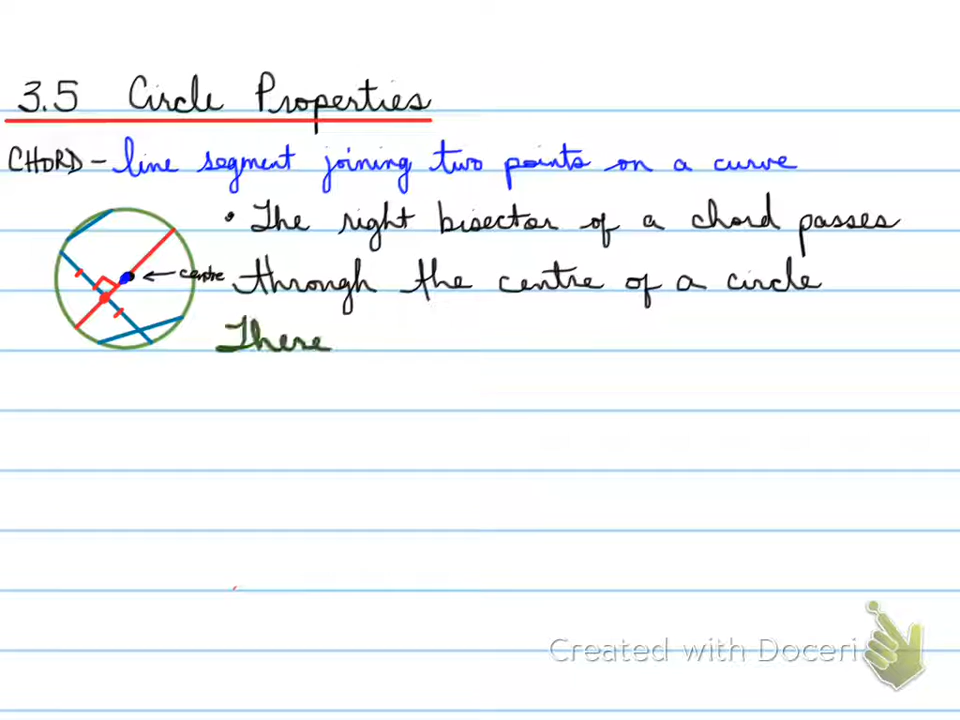 3.5 Circle Properties
CHORD - line segment joining two points on a curve
• The right bisector of a chord passes
← centre
through the centre of a circle
There
Created with Doceri